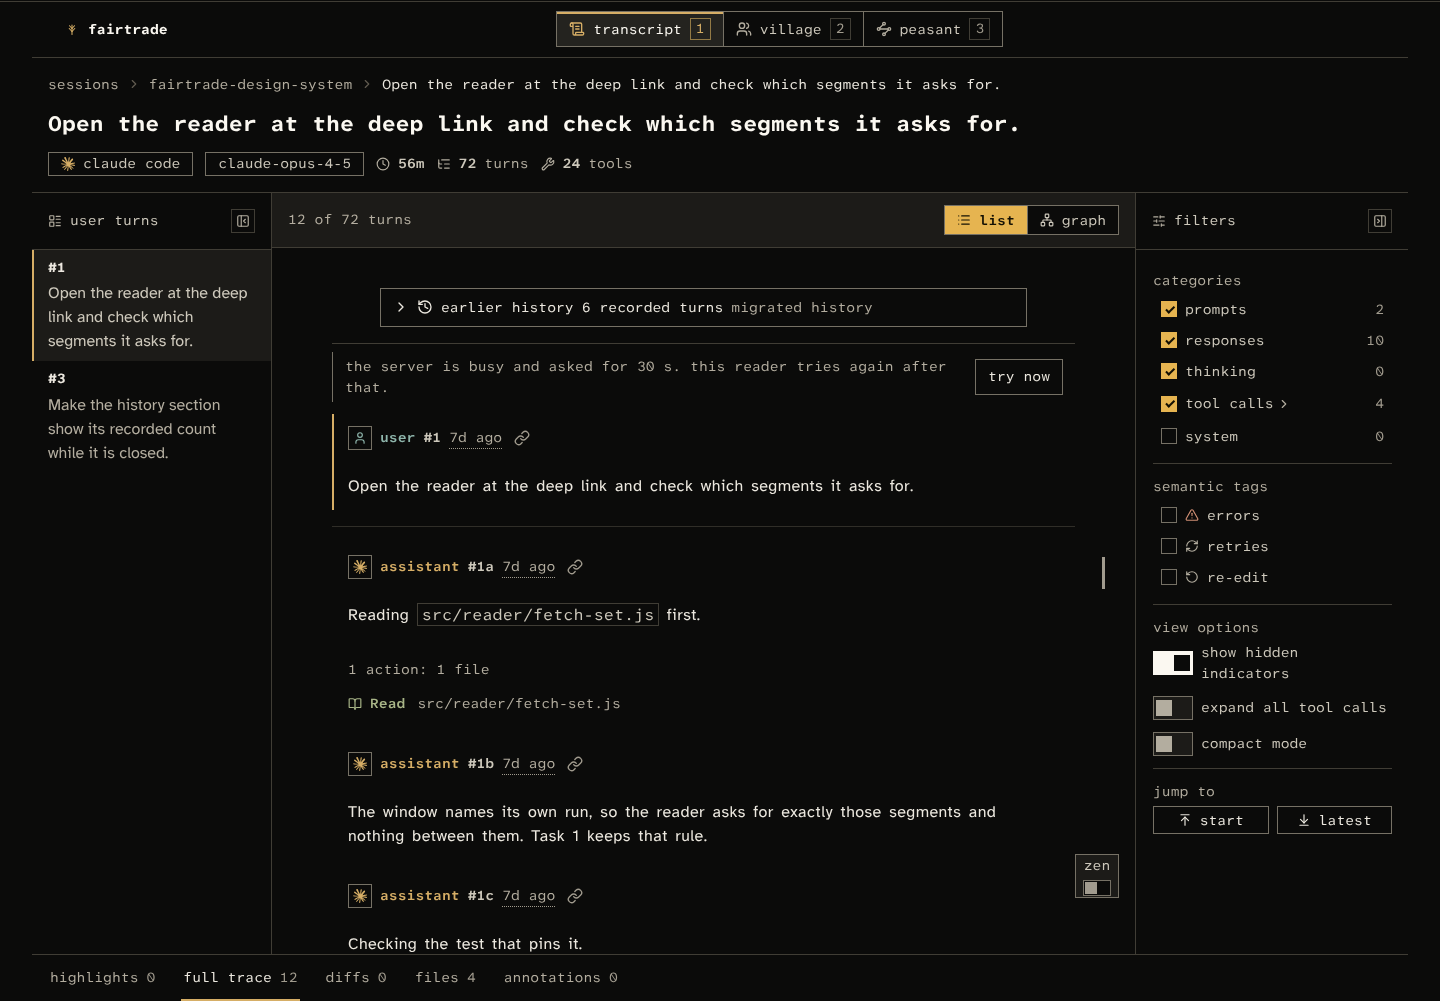 fairtrade
transcript 1
village 2
peasant 3
sessions > fairtrade-design-system > Open the reader at the deep link and check which segments it asks for.
Open the reader at the deep link and check which segments it asks for.
claude code
claude-opus-4-5
56m
72 turns
24 tools
user turns
#1
Open the reader at the deep
link and check which
segments it asks for.
#3
Make the history section
show its recorded count
while it is closed.
12 of 72 turns
list
graph
earlier history 6 recorded turns migrated history
the server is busy and asked for 30 s. this reader tries again after
that.
try now
user #1 7d ago
Open the reader at the deep link and check which segments it asks for.
assistant #1a 7d ago
Reading src/reader/fetch-set.js first.
1 action: 1 file
Read src/reader/fetch-set.js
assistant #1b 7d ago
The window names its own run, so the reader asks for exactly those segments and
nothing between them. Task 1 keeps that rule.
assistant #1c 7d ago
Checking the test that pins it.
zen
filters
categories
prompts 2
responses 10
thinking 0
tool calls > 4
system 0
semantic tags
errors
retries
re-edit
view options
show hidden
indicators
expand all tool calls
compact mode
jump to
start
latest
highlights 0
full trace 12
diffs 0
files 4
annotations 0